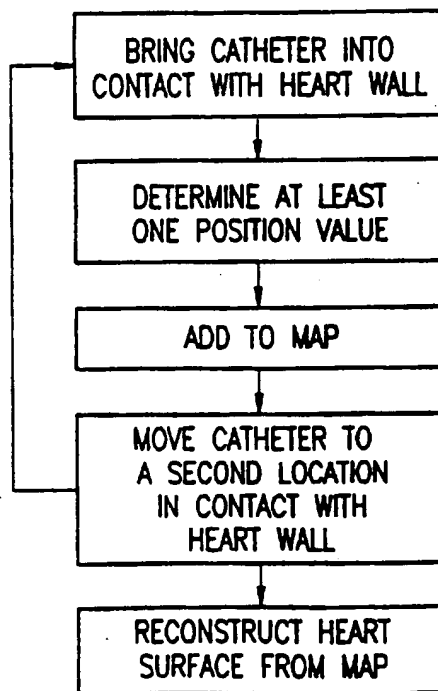 BRING CATHETER INTO
CONTACT WITH HEART WALL
DETERMINE AT LEAST
ONE POSITION VALUE
ADD TO MAP
MOVE CATHETER TO
A SECOND LOCATION
IN CONTACT WITH
HEART WALL
RECONSTRUCT HEART
SURFACE FROM MAP